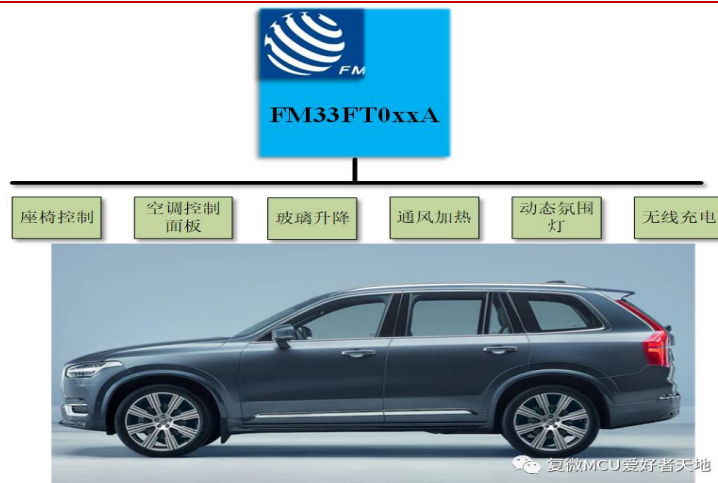 FM
FM33FT0xxA
座椅控制
空调控制
面板
玻璃升降
通风加热
动态氛围
灯
无线充电
复微MCU爱好者天地